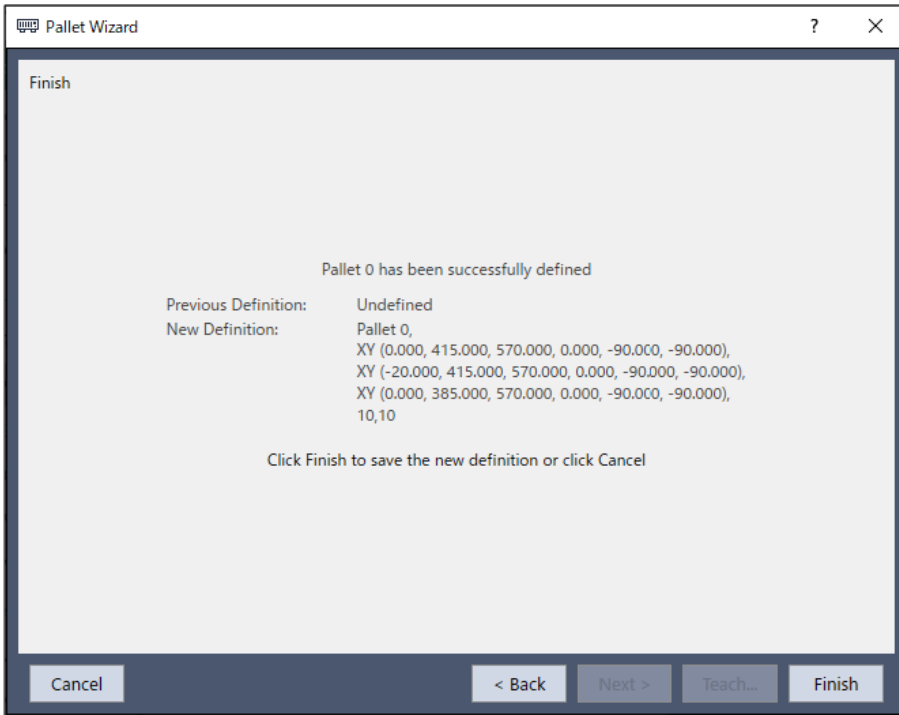 Pallet Wizard
?
Finish
Pallet 0 has been successfully defined
Previous Definition: Undefined
New Definition: Pallet 0,
XY (0.000, 415.000, 570.000, 0.000, -90.000, -90.000),
XY (-20.000, 415.000, 570.000, 0.000, -90.000, -90.000),
XY (0.000, 385.000, 570.000, 0.000, -90.000, -90.000),
10,10
Click Finish to save the new definition or click Cancel
Cancel < Back Next > Teach... Finish